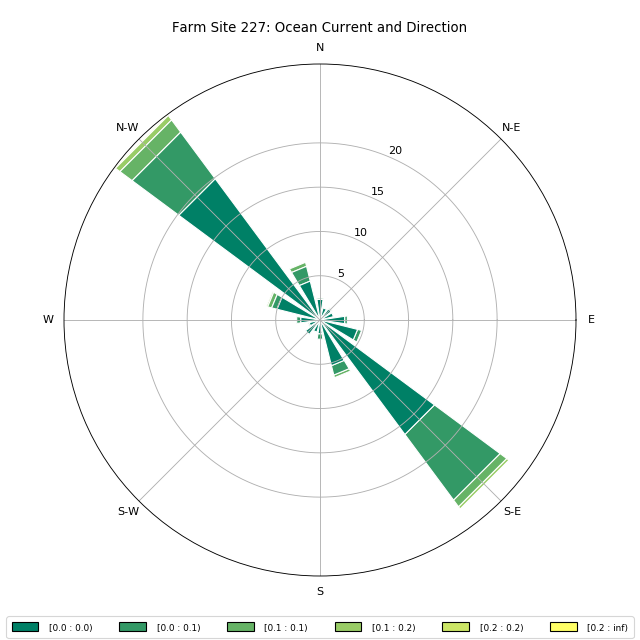 Farm Site 227: Ocean Current and Direction
N
N-W
N-E
20
15
10
5
W
E
S-W
S-E
S
[0.0 : 0.0) [0.0 : 0.1) [0.1 : 0.1) [0.1 : 0.2) [0.2 : 0.2) [0.2 : inf)